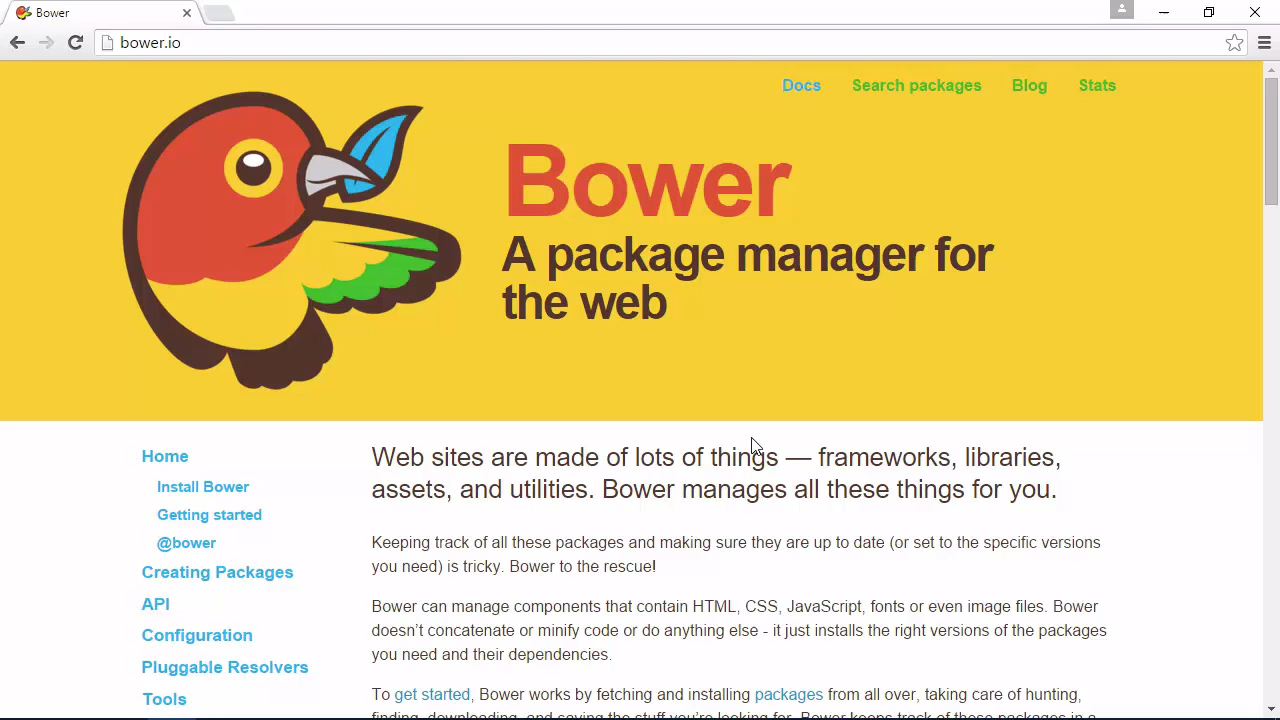 Bower
bower.io
Docs Search packages Blog Stats
Bower
A package manager for
the web
Home
Install Bower
Getting started
@bower
Creating Packages
API
Configuration
Pluggable Resolvers
Tools
Web sites are made of lots of things — frameworks, libraries,
assets, and utilities. Bower manages all these things for you.
Keeping track of all these packages and making sure they are up to date (or set to the specific versions
you need) is tricky. Bower to the rescue!
Bower can manage components that contain HTML, CSS, JavaScript, fonts or even image files. Bower
doesn’t concatenate or minify code or do anything else - it just installs the right versions of the packages
you need and their dependencies.
To get started, Bower works by fetching and installing packages from all over, taking care of hunting,
finding, downloading, and saving the stuff you’re looking for. Bower keeps track of these packages in a